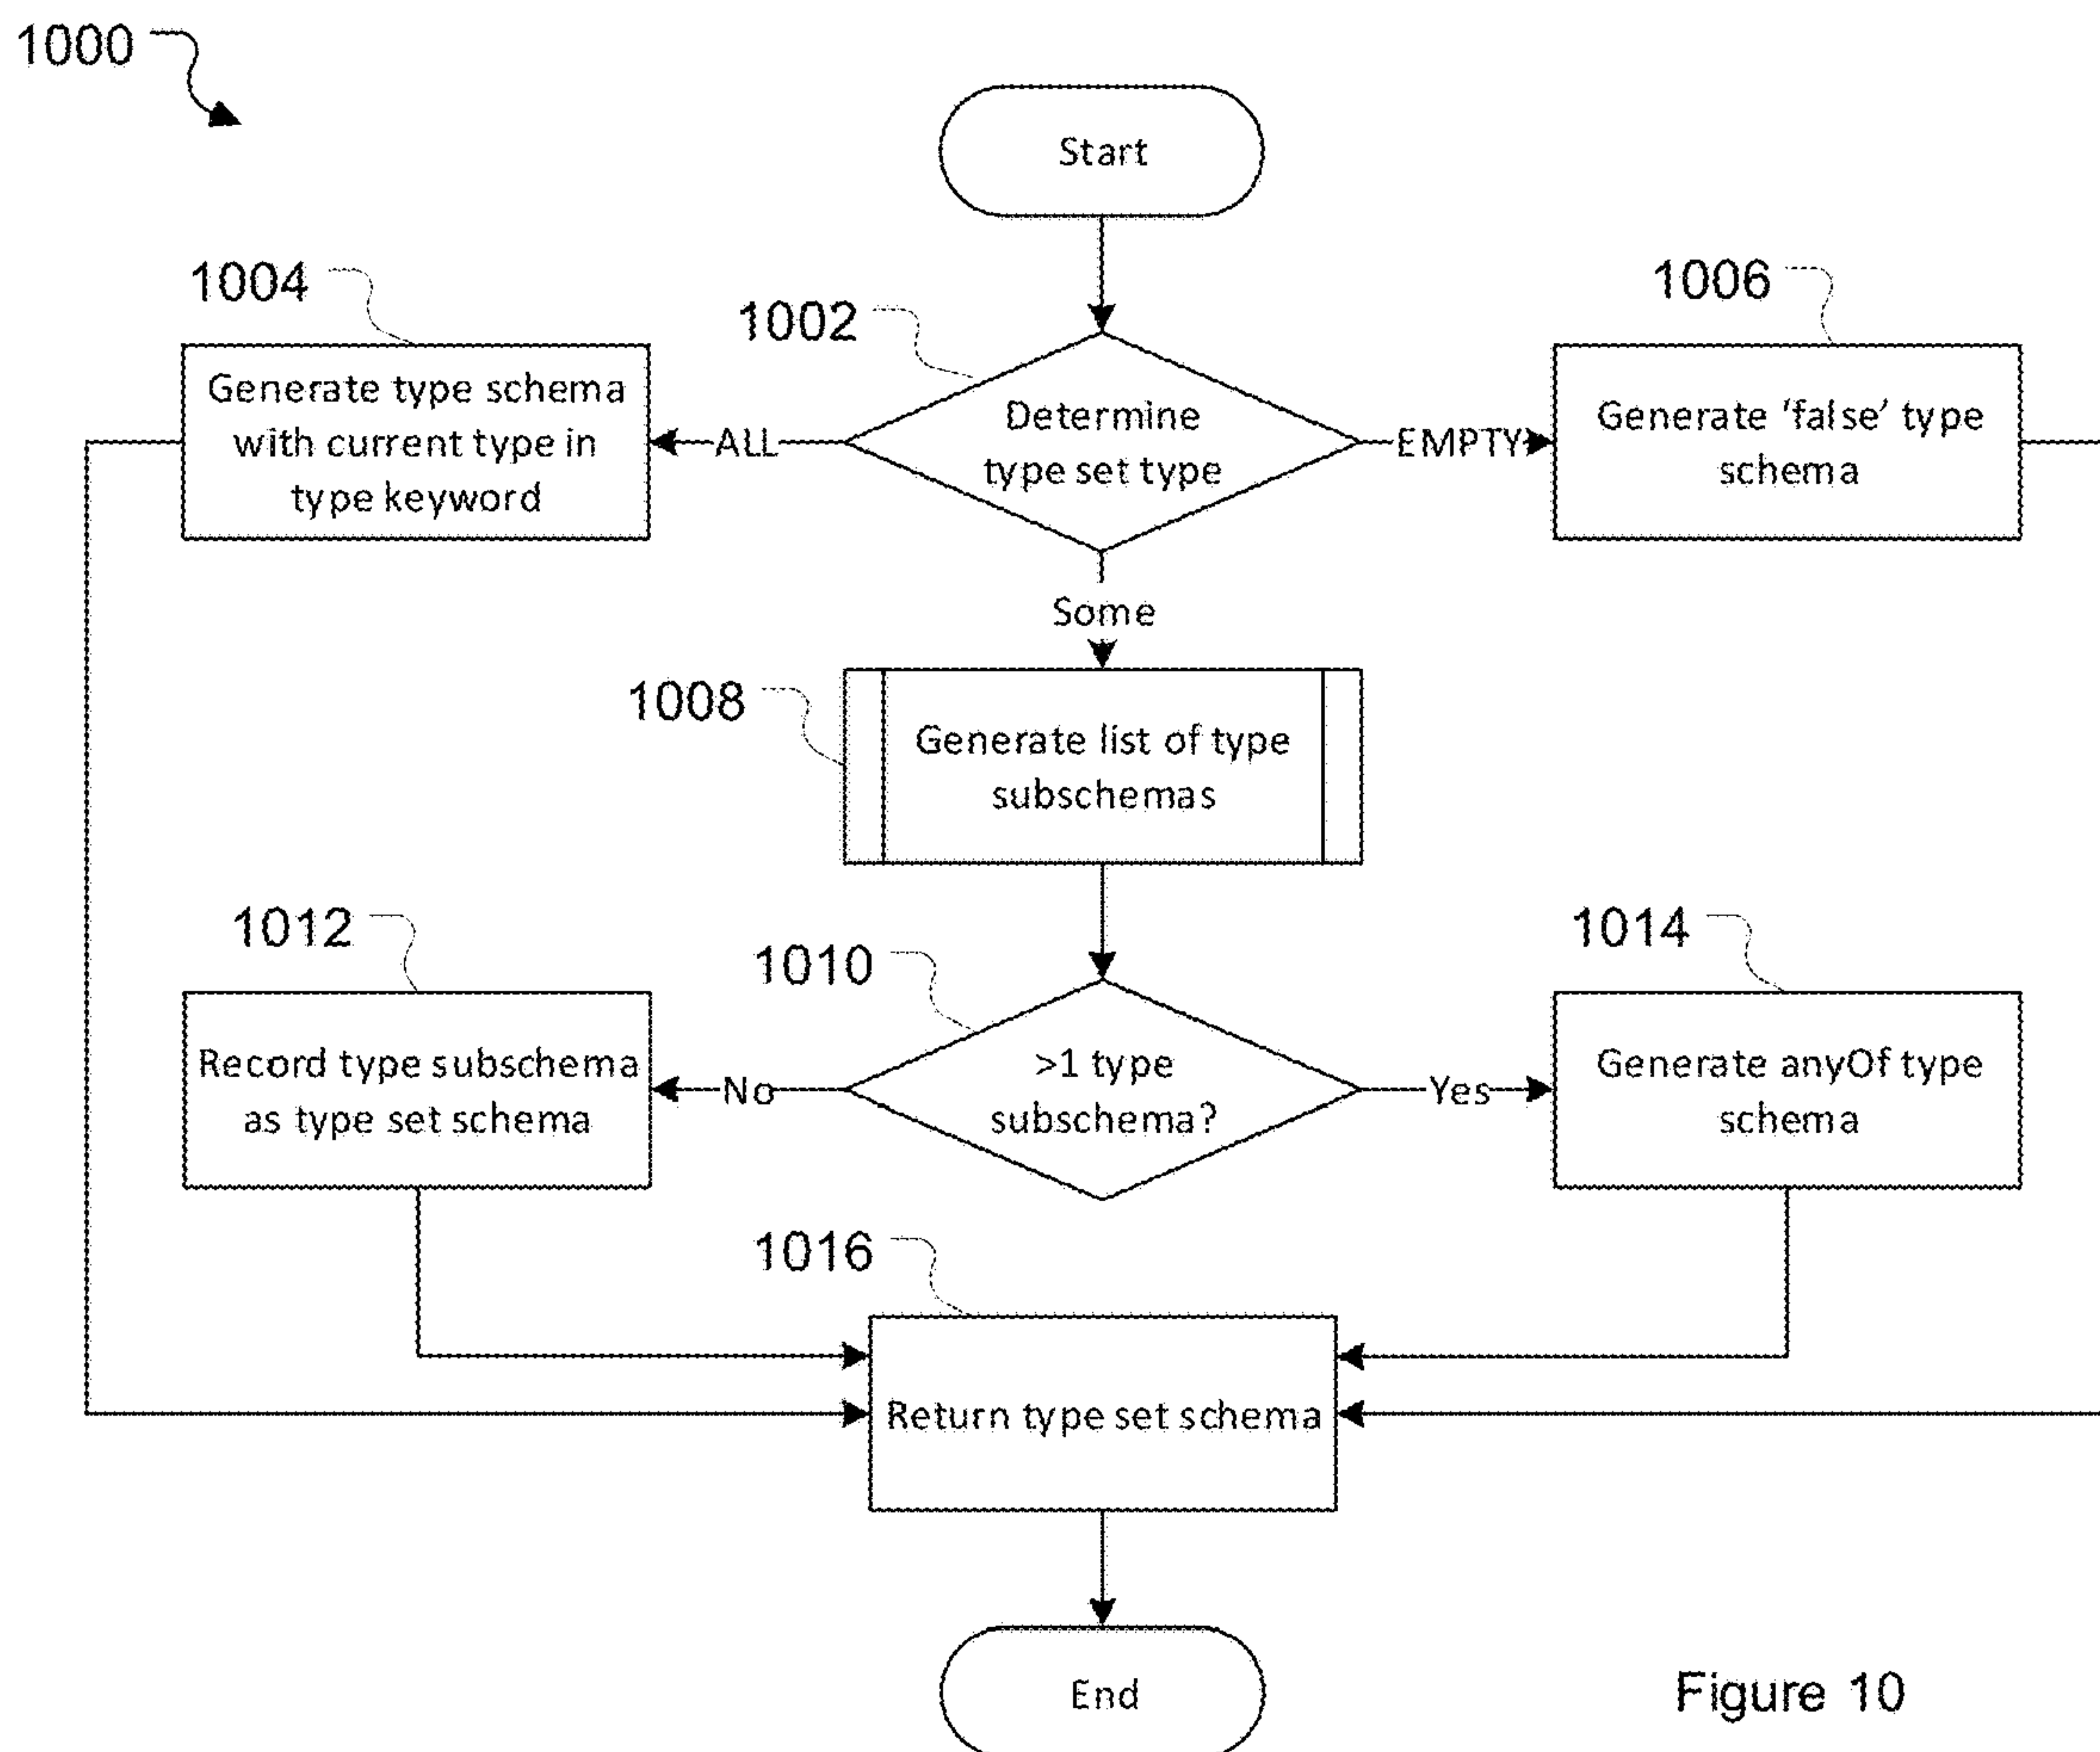 1000
Start
1004
1002
1006
Generate type schema
with current type in
type keyword
ALL
Determine
type set type
EMPTY
Generate ‘false’ type
schema
Some
1008
Generate list of type
subschemas
1012
1010
1014
Record type subschema
as type set schema
No
>1 type
subschema?
Yes
Generate anyOf type
schema
1016
Return type set schema
End
Figure 10